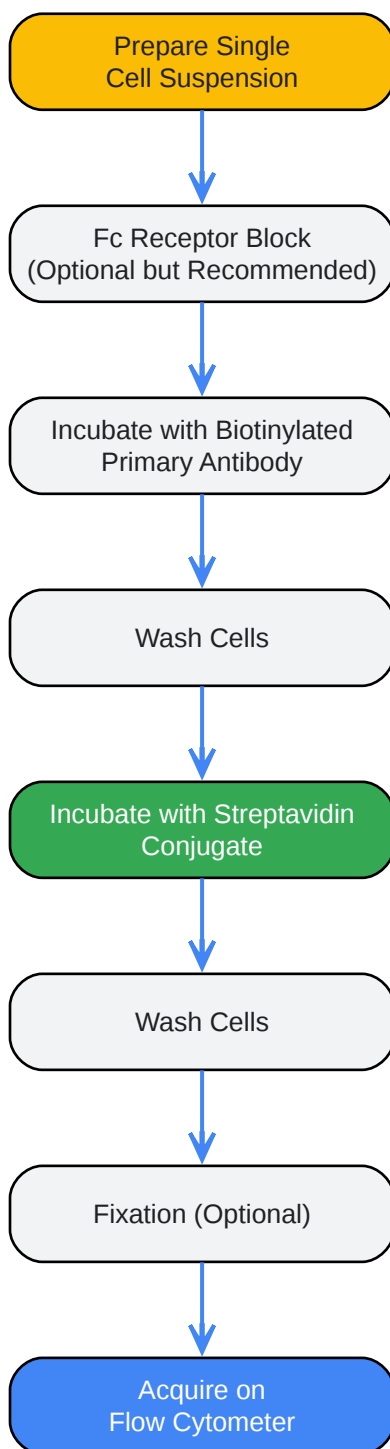 Prepare Single
Cell Suspension
Fc Receptor Block
(Optional but Recommended)
Incubate with Biotinylated
Primary Antibody
Wash Cells
Incubate with Streptavidin
Conjugate
Wash Cells
Fixation (Optional)
Acquire on
Flow Cytometer